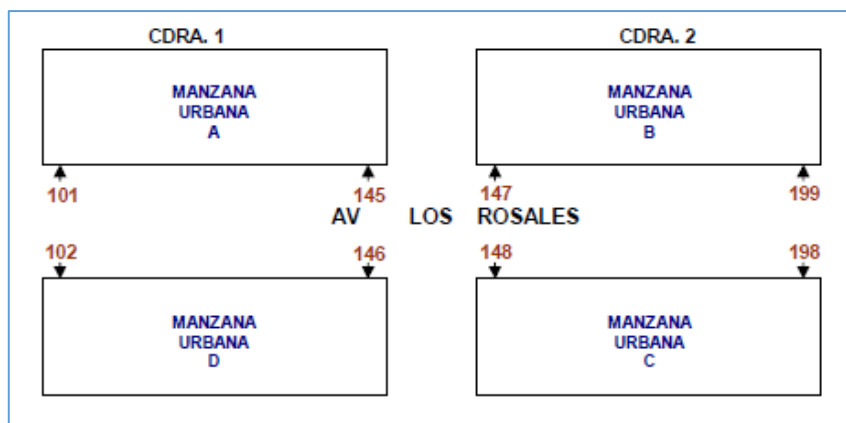 CDRA. 1 CDRA. 2
MANZANA
URBANA
A
MANZANA
URBANA
B
101 145 147 199
AV LOS ROSALES
102 146 148 198
MANZANA
URBANA
D
MANZANA
URBANA
C